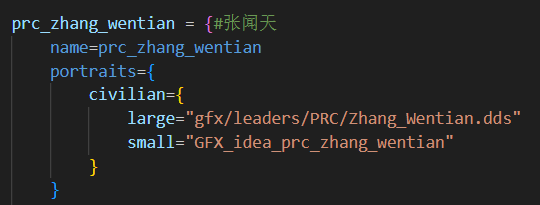 prc_zhang_wentian = {#张闻天
name=prc_zhang_wentian
portraits={
civilian={
large="gfx/leaders/PRC/Zhang_Wentian.dds"
small="GFX_idea_prc_zhang_wentian"
}
}